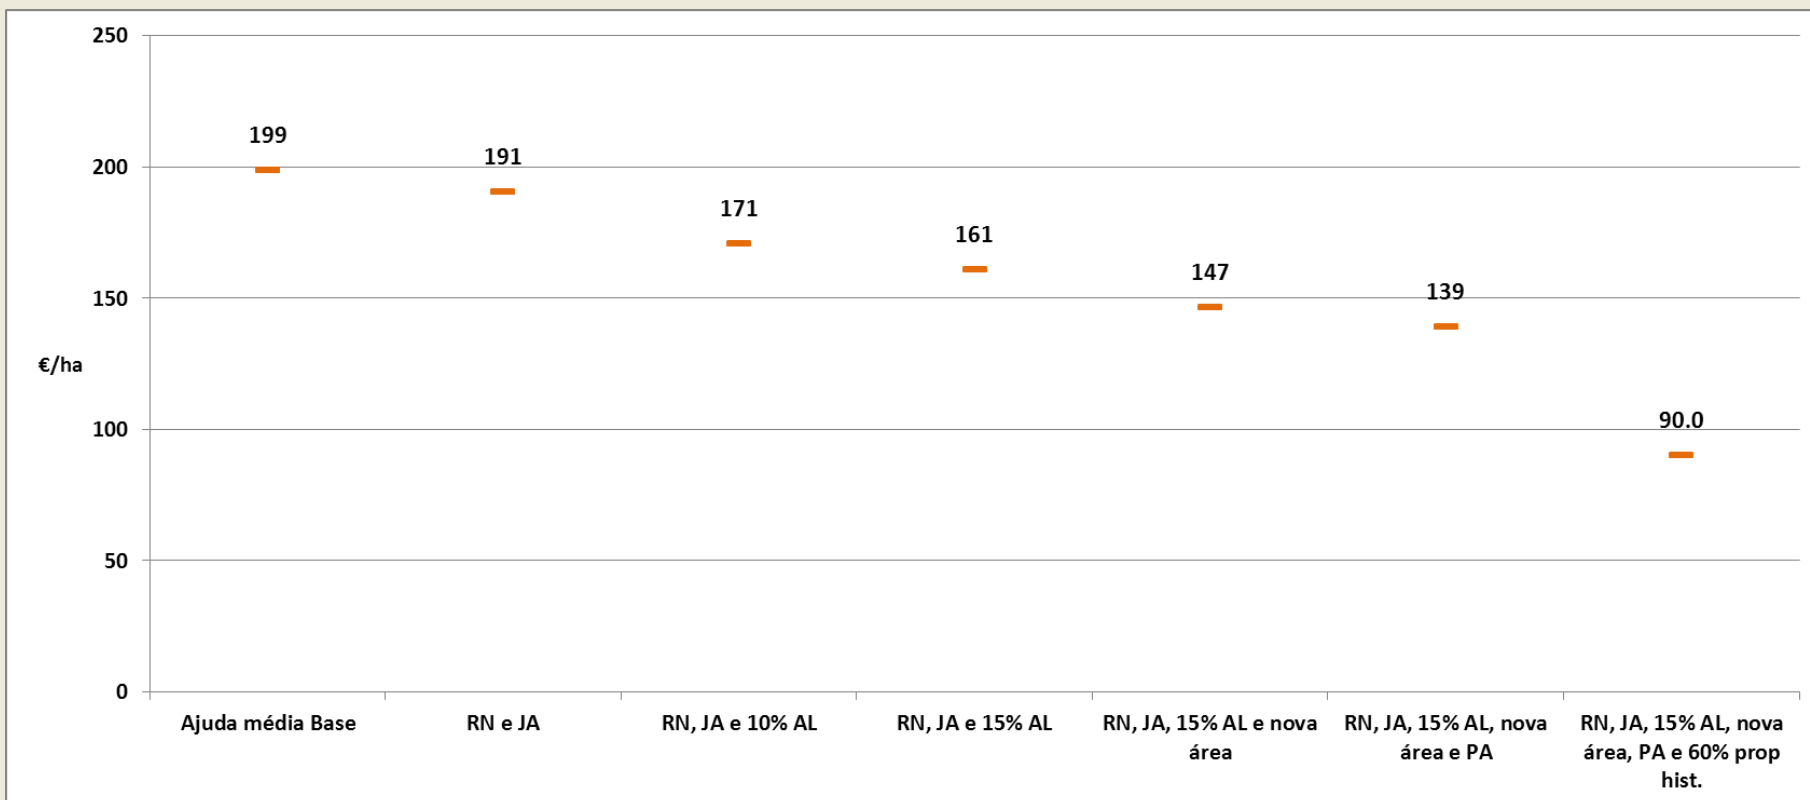 250
199
191
200
171
161
147
139
150
€/ha
90.0
100
50
0
Ajuda média Base
RN e JA
RN, JA e 10% AL
RN, JA e 15% AL
RN, JA, 15% AL e nova
área
RN, JA, 15% AL, nova
área e PA
RN, JA, 15% AL, nova
área, PA e 60% prop
hist.